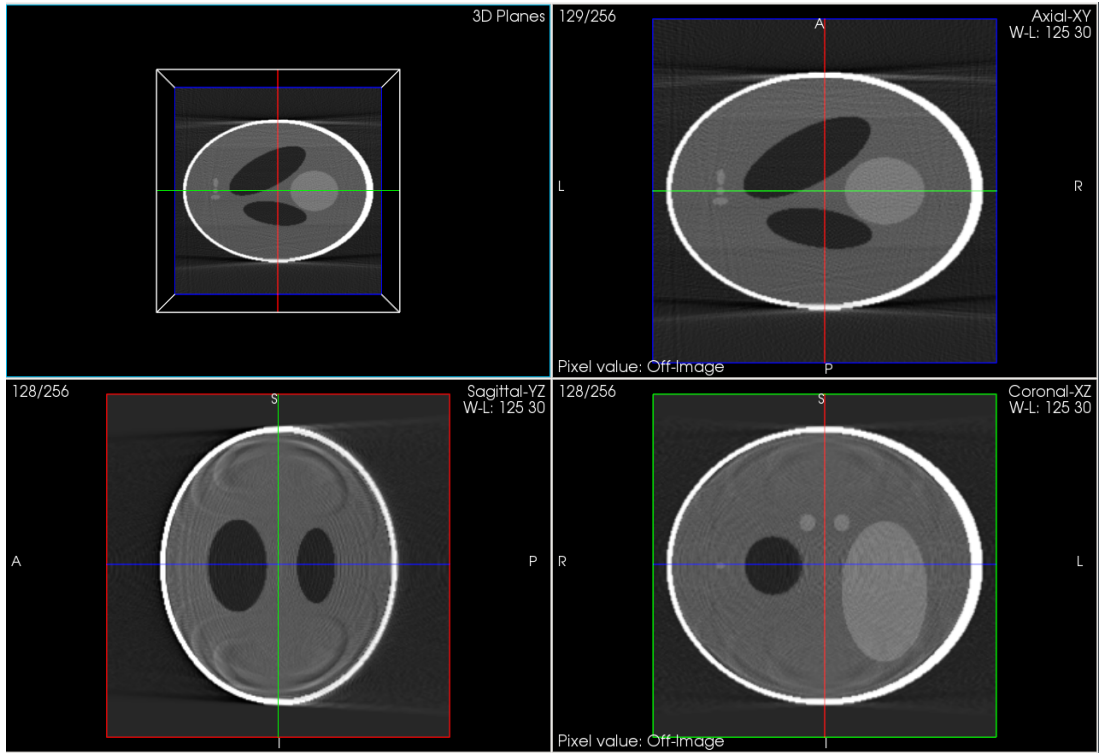 3D Planes
129/256
A
Axial-XY
W-L: 125 30
L
R
Pixel value: Off-Image
P
128/256
S
Sagittal-YZ
W-L: 125 30
A
P
I
128/256
S
Coronal-XZ
W-L: 125 30
R
L
Pixel value: Off-Image
I